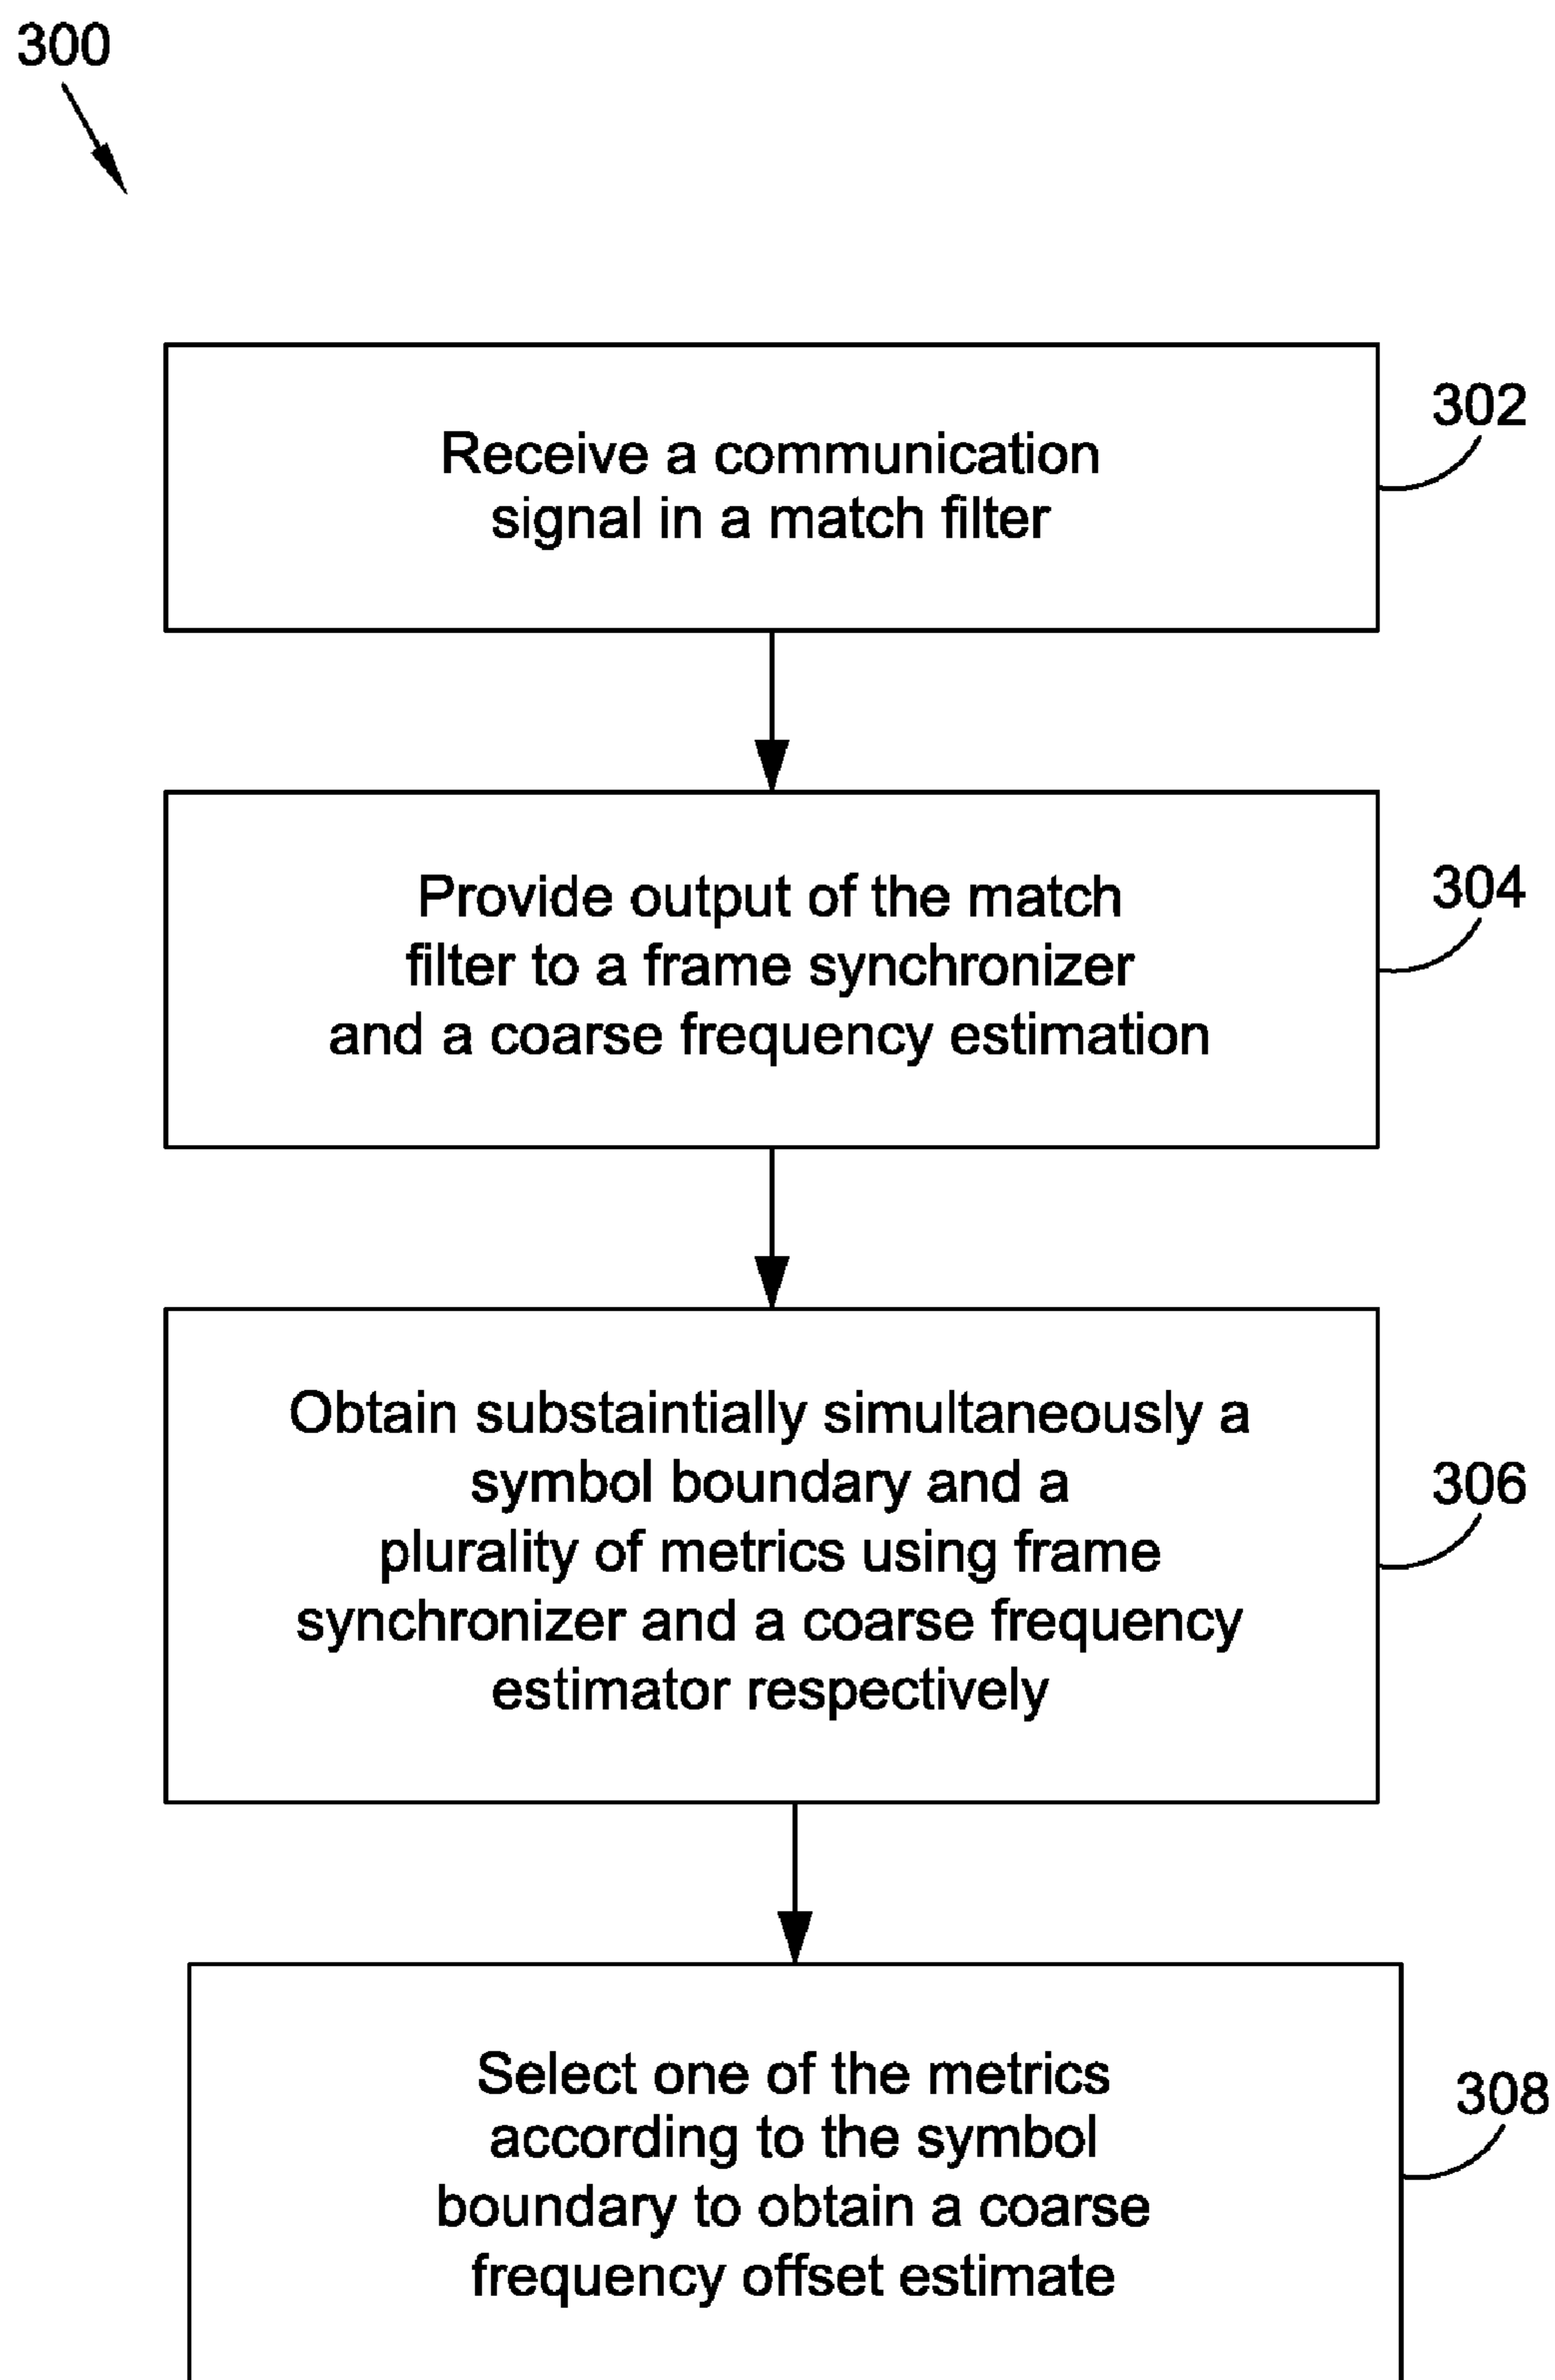 300
302
Receive a communication
signal in a match filter
304
Provide output of the match
filter to a frame synchronizer
and a coarse frequency estimation
306
Obtain substaintially simultaneously a
symbol boundary and a
plurality of metrics using frame
synchronizer and a coarse frequency
estimator respectively
308
Select one of the metrics
according to the symbol
boundary to obtain a coarse
frequency offset estimate